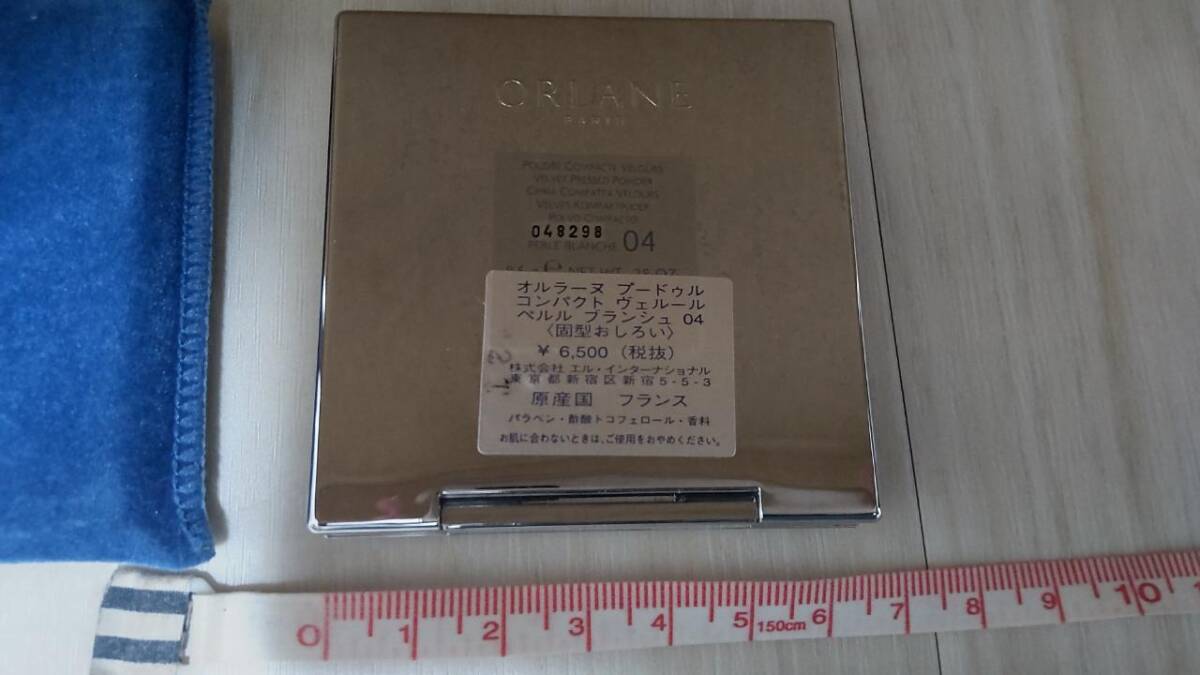 ORLANE
PARIS
POUDRE COMPACTE VELOURS
VELVET PRESSED POWDER
CIPRIA COMPATTA VELOURS
VELVET KOMPAKTPUDER
POLVO COMPACTO
048298
PERLE BLANCHE 04
NET WT.
オルラーヌ プードゥル
コンパクト ヴェルール
ペルル ブランシュ 04
〈固型おしろい〉
¥ 6,500（税抜）
株式会社 エル・インターナショナル
東京都新宿区新宿5-5-3
原産国 フランス
パラベン・酢酸トコフェロール・香料
お肌に合わないときは、ご使用をおやめください。
0 1 2 3 4 5 150cm 6 7 8 9 10